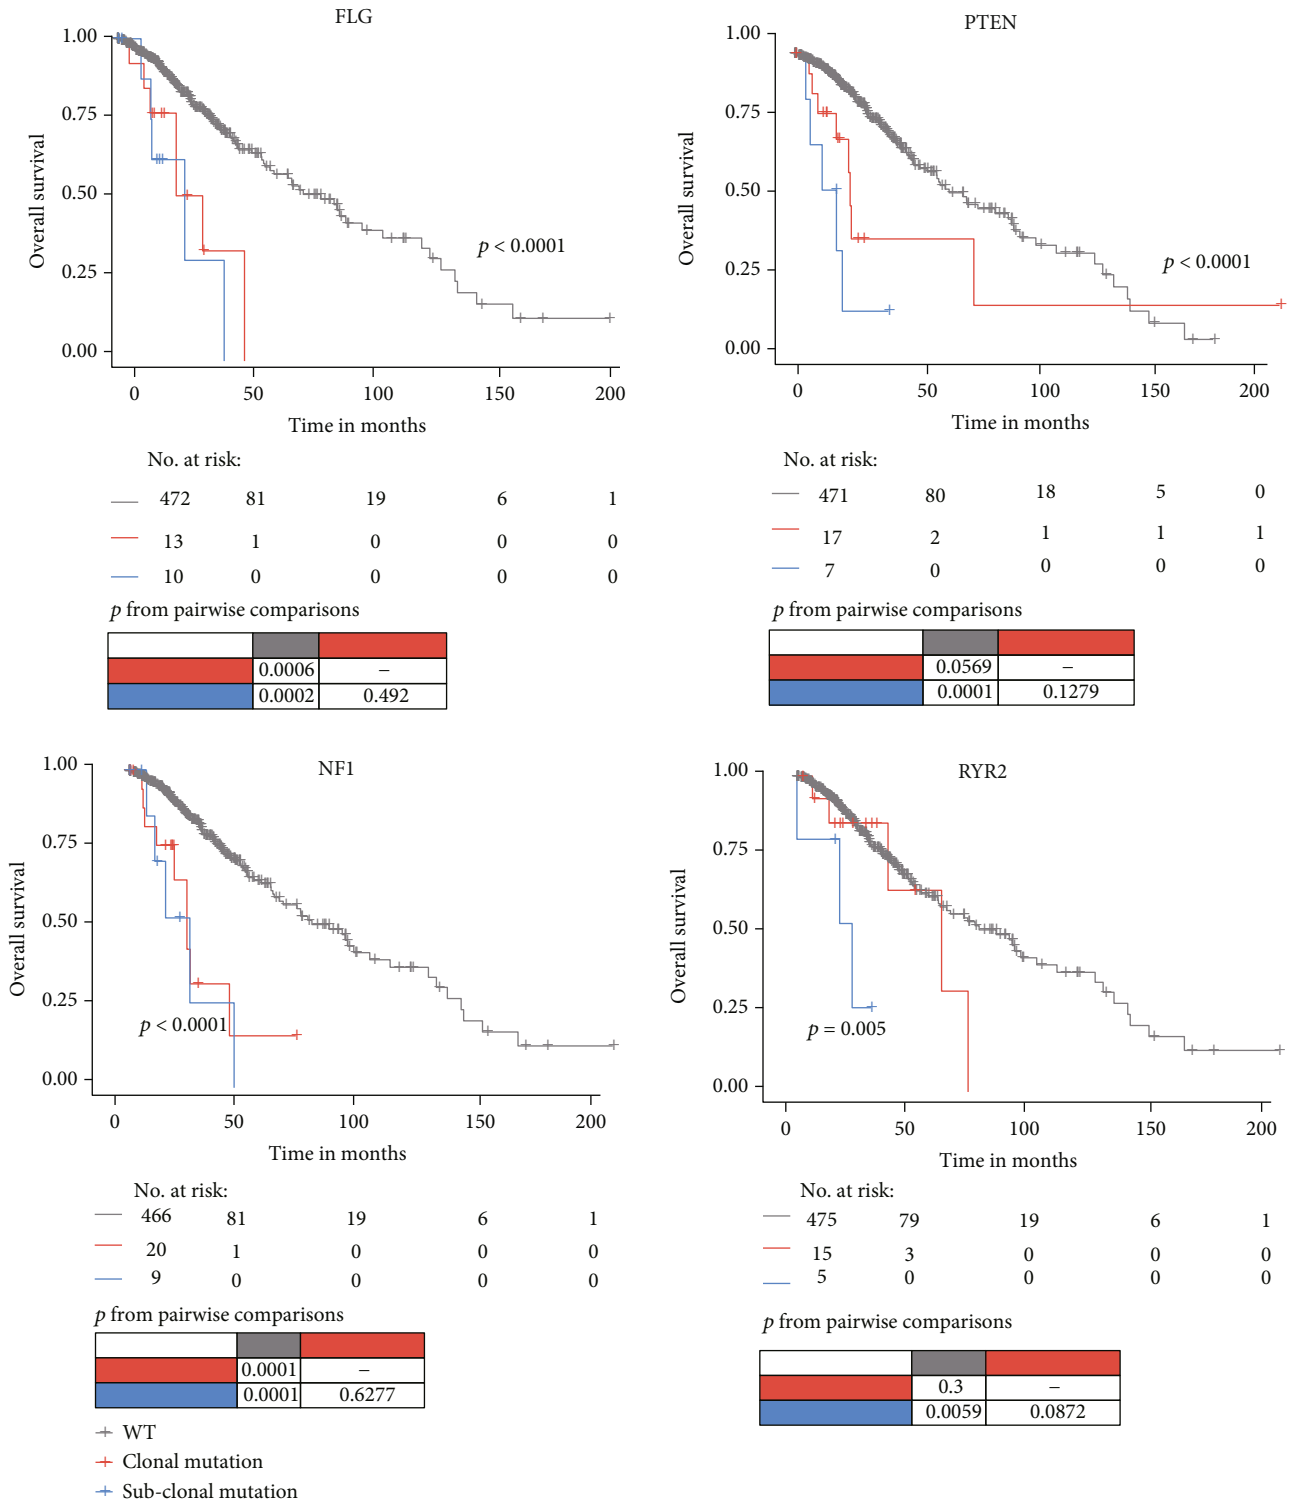 FLG
1.00
0.75
0.50
0.25
0.00
Overall survival
p < 0.0001
0 50 100 150 200
Time in months
No. at risk:
472 81 19 6 1
13 1 0 0 0
10 0 0 0 0
p from pairwise comparisons
0.0006 –
0.0002 0.492
PTEN
1.00
0.75
0.50
0.25
0.00
Overall survival
p < 0.0001
0 50 100 150 200
Time in months
No. at risk:
471 80 18 5 0
17 2 1 1 1
7 0 0 0 0
p from pairwise comparisons
0.0569 –
0.0001 0.1279
NF1
1.00
0.75
0.50
0.25
0.00
Overall survival
p < 0.0001
0 50 100 150 200
Time in months
No. at risk:
466 81 19 6 1
20 1 0 0 0
9 0 0 0 0
p from pairwise comparisons
0.0001 –
0.0001 0.6277
WT
Clonal mutation
Sub-clonal mutation
RYR2
1.00
0.75
0.50
0.25
0.00
Overall survival
p = 0.005
0 50 100 150 200
Time in months
No. at risk:
475 79 19 6 1
15 3 0 0 0
5 0 0 0 0
p from pairwise comparisons
0.3 –
0.0059 0.0872